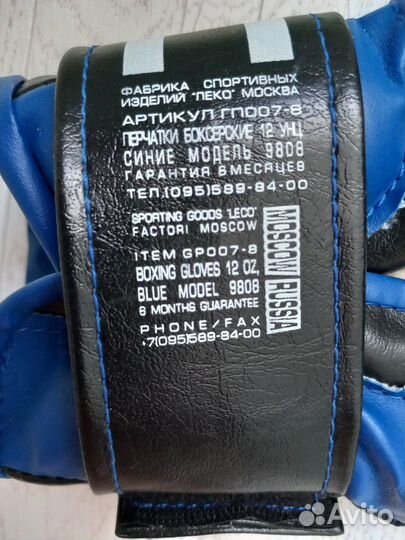 ФАБРИКА СПОРТИВНЫХ
ИЗДЕЛИЙ "ЛЕКО" МОСКВА
АРТИКУЛ ГП007-8
ПЕРЧАТКИ БОКСЕРСКИЕ 12 УНЦ.
СИНИЕ МОДЕЛЬ 9808
ГАРАНТИЯ 6 МЕСЯЦЕВ
ТЕЛ.(095)589-84-00
SPORTING GOODS "LECO"
FACTORI MOSCOW
ITEM GP007-8
BOXING GLOVES 12 OZ,
BLUE MODEL 9808
6 MONTHS GUARANTEE
PHONE/FAX
+7(095)589-84-00
MOSCOW
RUSSIA
Avito